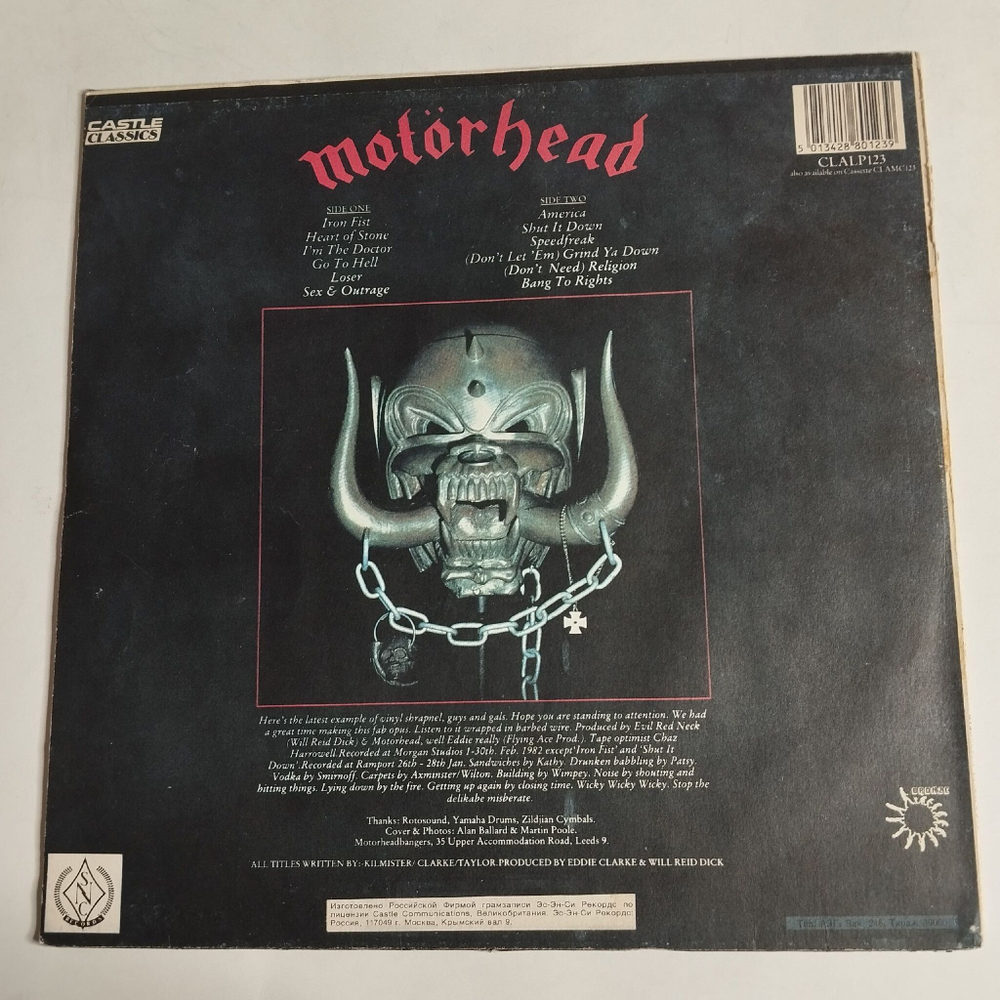 CASTLE
CLASSICS
motörhead
5 013428 801239
CLALP123
also available on Cassette CLAMC123
SIDE ONE
Iron Fist
Heart of Stone
I'm The Doctor
Go To Hell
Loser
Sex & Outrage
SIDE TWO
America
Shut It Down
Speedfreak
(Don't Let 'Em) Grind Ya Down
(Don't Need) Religion
Bang To Rights
Here's the latest example of vinyl shrapnel, guys and gals. Hope you are standing to attention. We had
a great time making this fab opus. Listen to it wrapped in barbed wire. Produced by Evil Red Neck
(Will Reid Dick) & Motorhead, well Eddie really (Flying Ace Prod.). Tape optimist Chaz
Harrowell. Recorded at Morgan Studios 1-30th. Feb. 1982 except 'Iron Fist' and 'Shut It
Down'. Recorded at Ramport 26th - 28th Jan. Sandwiches by Kathy. Drunken babbling by Patsy.
Vodka by Smirnoff. Carpets by Axminster/Wilton. Building by Wimpey. Noise by shouting and
hitting things. Lying down by the fire. Getting up again by closing time. Wicky Wicky Wicky. Stop the
delikabe misberate.
Thanks: Rotosound, Yamaha Drums, Zildjian Cymbals.
Cover & Photos: Alan Ballard & Martin Poole.
Motorheadbangers, 35 Upper Accommodation Road, Leeds 9.
ALL TITLES WRITTEN BY:-KILMISTER/ CLARKE/TAYLOR. PRODUCED BY EDDIE CLARKE & WILL REID DICK
BRONZE
SNC
RECORDS
Изготовлено Российской Фирмой грамзаписи Эс-Эн-Си Рекордс по
лицензии Castle Communications, Великобритания. Эс-Эн-Си Рекордс:
Россия, 117049 г. Москва, Крымский вал 9.